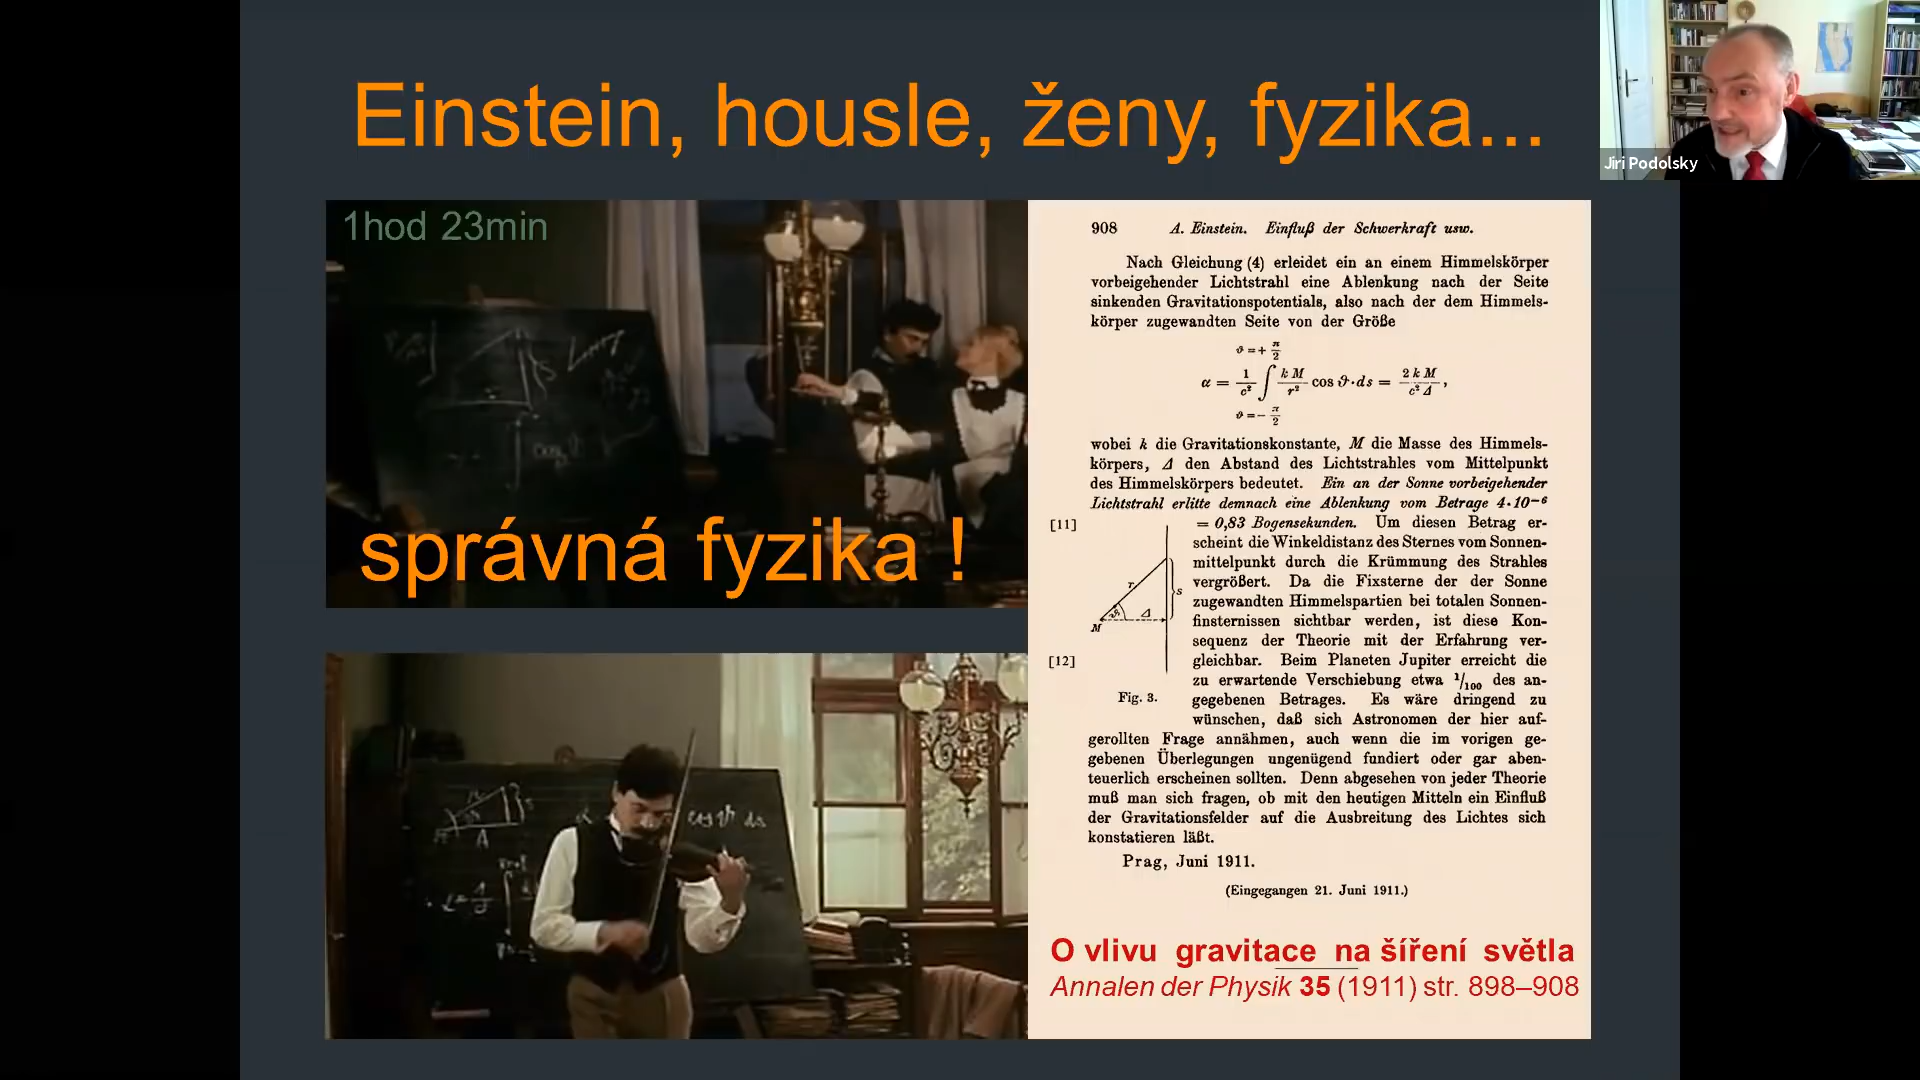 Einstein, housle, ženy, fyzika...
Jiri Podolsky
1hod 23min
správná fyzika !
cos ϑ ds
908 A. Einstein. Einfluß der Schwerkraft usw.
Nach Gleichung (4) erleidet ein an einem Himmelskörper
vorbeigehender Lichtstrahl eine Ablenkung nach der Seite
sinkenden Gravitationspotentials, also nach der dem Himmels-
körper zugewandten Seite von der Größe
ϑ = + π/2
α = 1/c² ∫ k M/r² cos ϑ · ds = 2 k M/c² Δ ,
ϑ = − π/2
wobei k die Gravitationskonstante, M die Masse des Himmels-
körpers, Δ den Abstand des Lichtstrahles vom Mittelpunkt
des Himmelskörpers bedeutet. Ein an der Sonne vorbeigehender
Lichtstrahl erlitte demnach eine Ablenkung vom Betrage 4·10⁻⁶
[11] = 0,83 Bogensekunden. Um diesen Betrag er-
scheint die Winkeldistanz des Sternes vom Sonnen-
mittelpunkt durch die Krümmung des Strahles
vergrößert. Da die Fixsterne der der Sonne
zugewandten Himmelspartien bei totalen Sonnen-
finsternissen sichtbar werden, ist diese Kon-
sequenz der Theorie mit der Erfahrung ver-
[12] gleichbar. Beim Planeten Jupiter erreicht die
zu erwartende Verschiebung etwa 1/100 des an-
gegebenen Betrages. Es wäre dringend zu
wünschen, daß sich Astronomen der hier auf-
r
s
ϑ
Δ
M
Fig. 3.
gerollten Frage annähmen, auch wenn die im vorigen ge-
gebenen Überlegungen ungenügend fundiert oder gar aben-
teuerlich erscheinen sollten. Denn abgesehen von jeder Theorie
muß man sich fragen, ob mit den heutigen Mitteln ein Einfluß
der Gravitationsfelder auf die Ausbreitung des Lichtes sich
konstatieren läßt.
Prag, Juni 1911.
(Eingegangen 21. Juni 1911.)
O vlivu gravitace na šíření světla
Annalen der Physik 35 (1911) str. 898–908